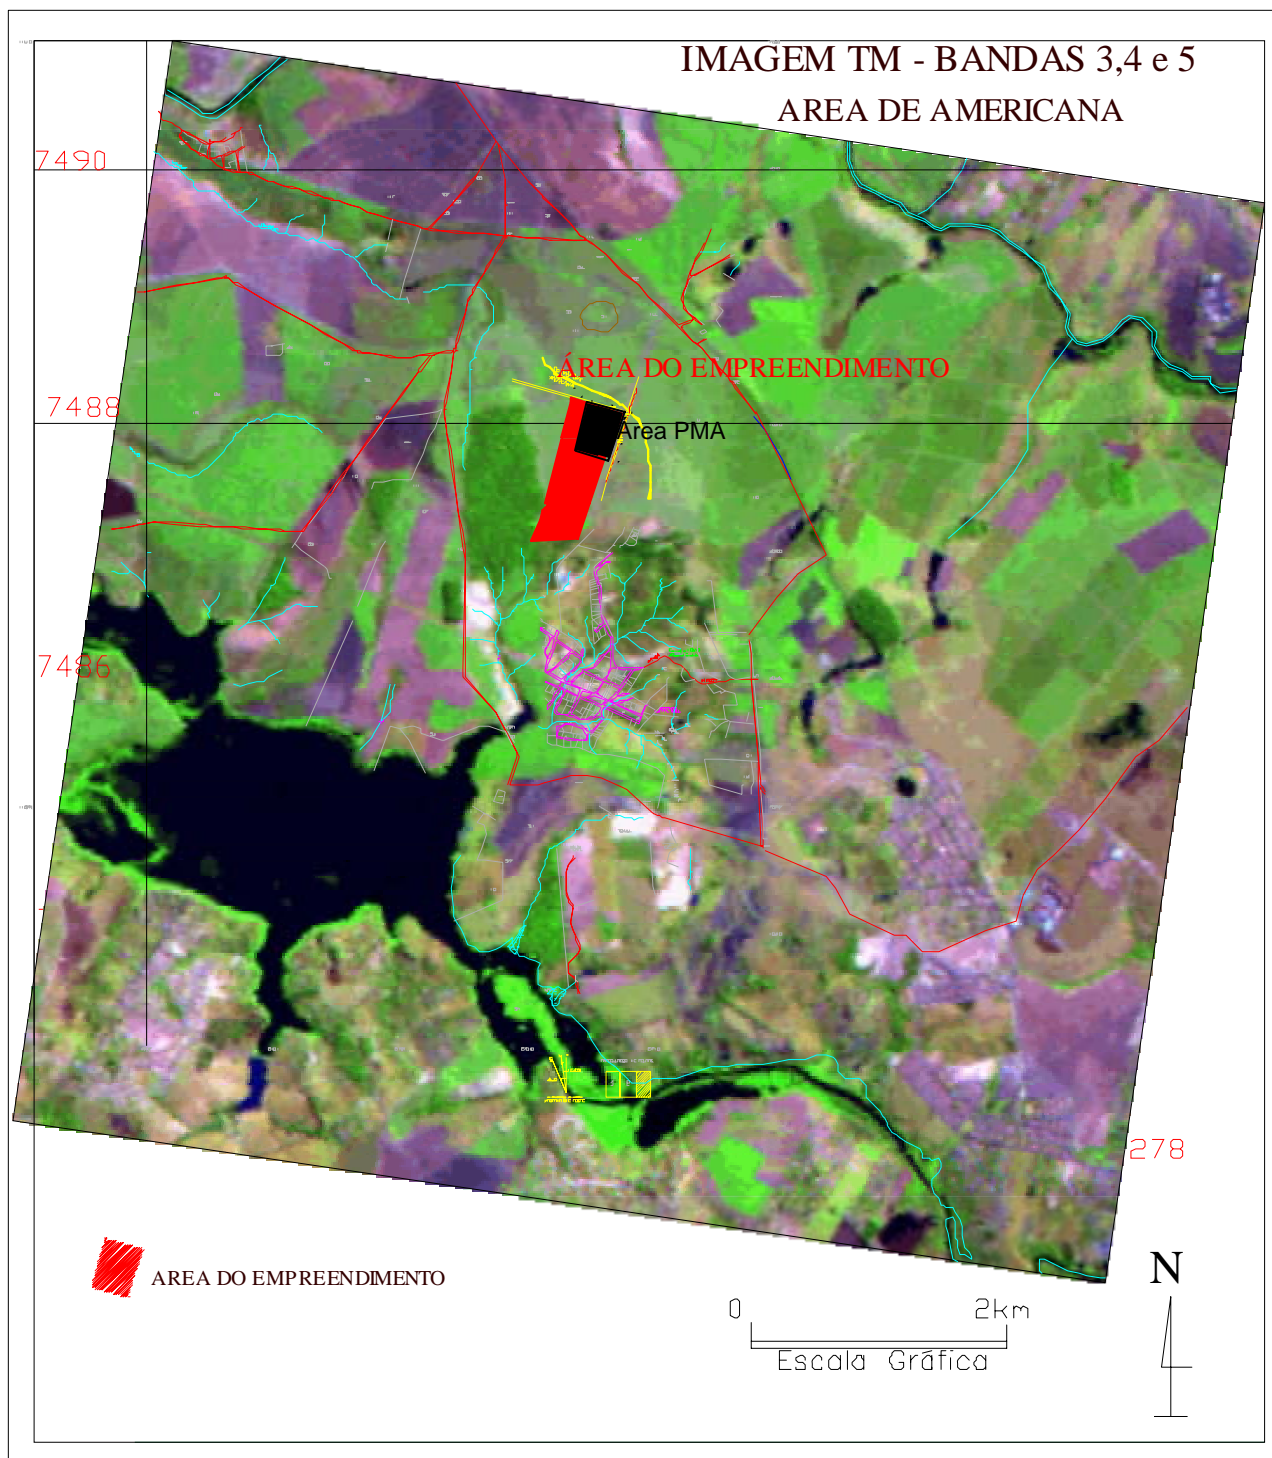 IMAGEM TM - BANDAS 3,4 e 5
AREA DE AMERICANA
7490
ÁREA DO EMPREENDIMENTO
7488
Área PMA
7486
278
AREA DO EMPREENDIMENTO
N
0 2km
Escala Gráfica